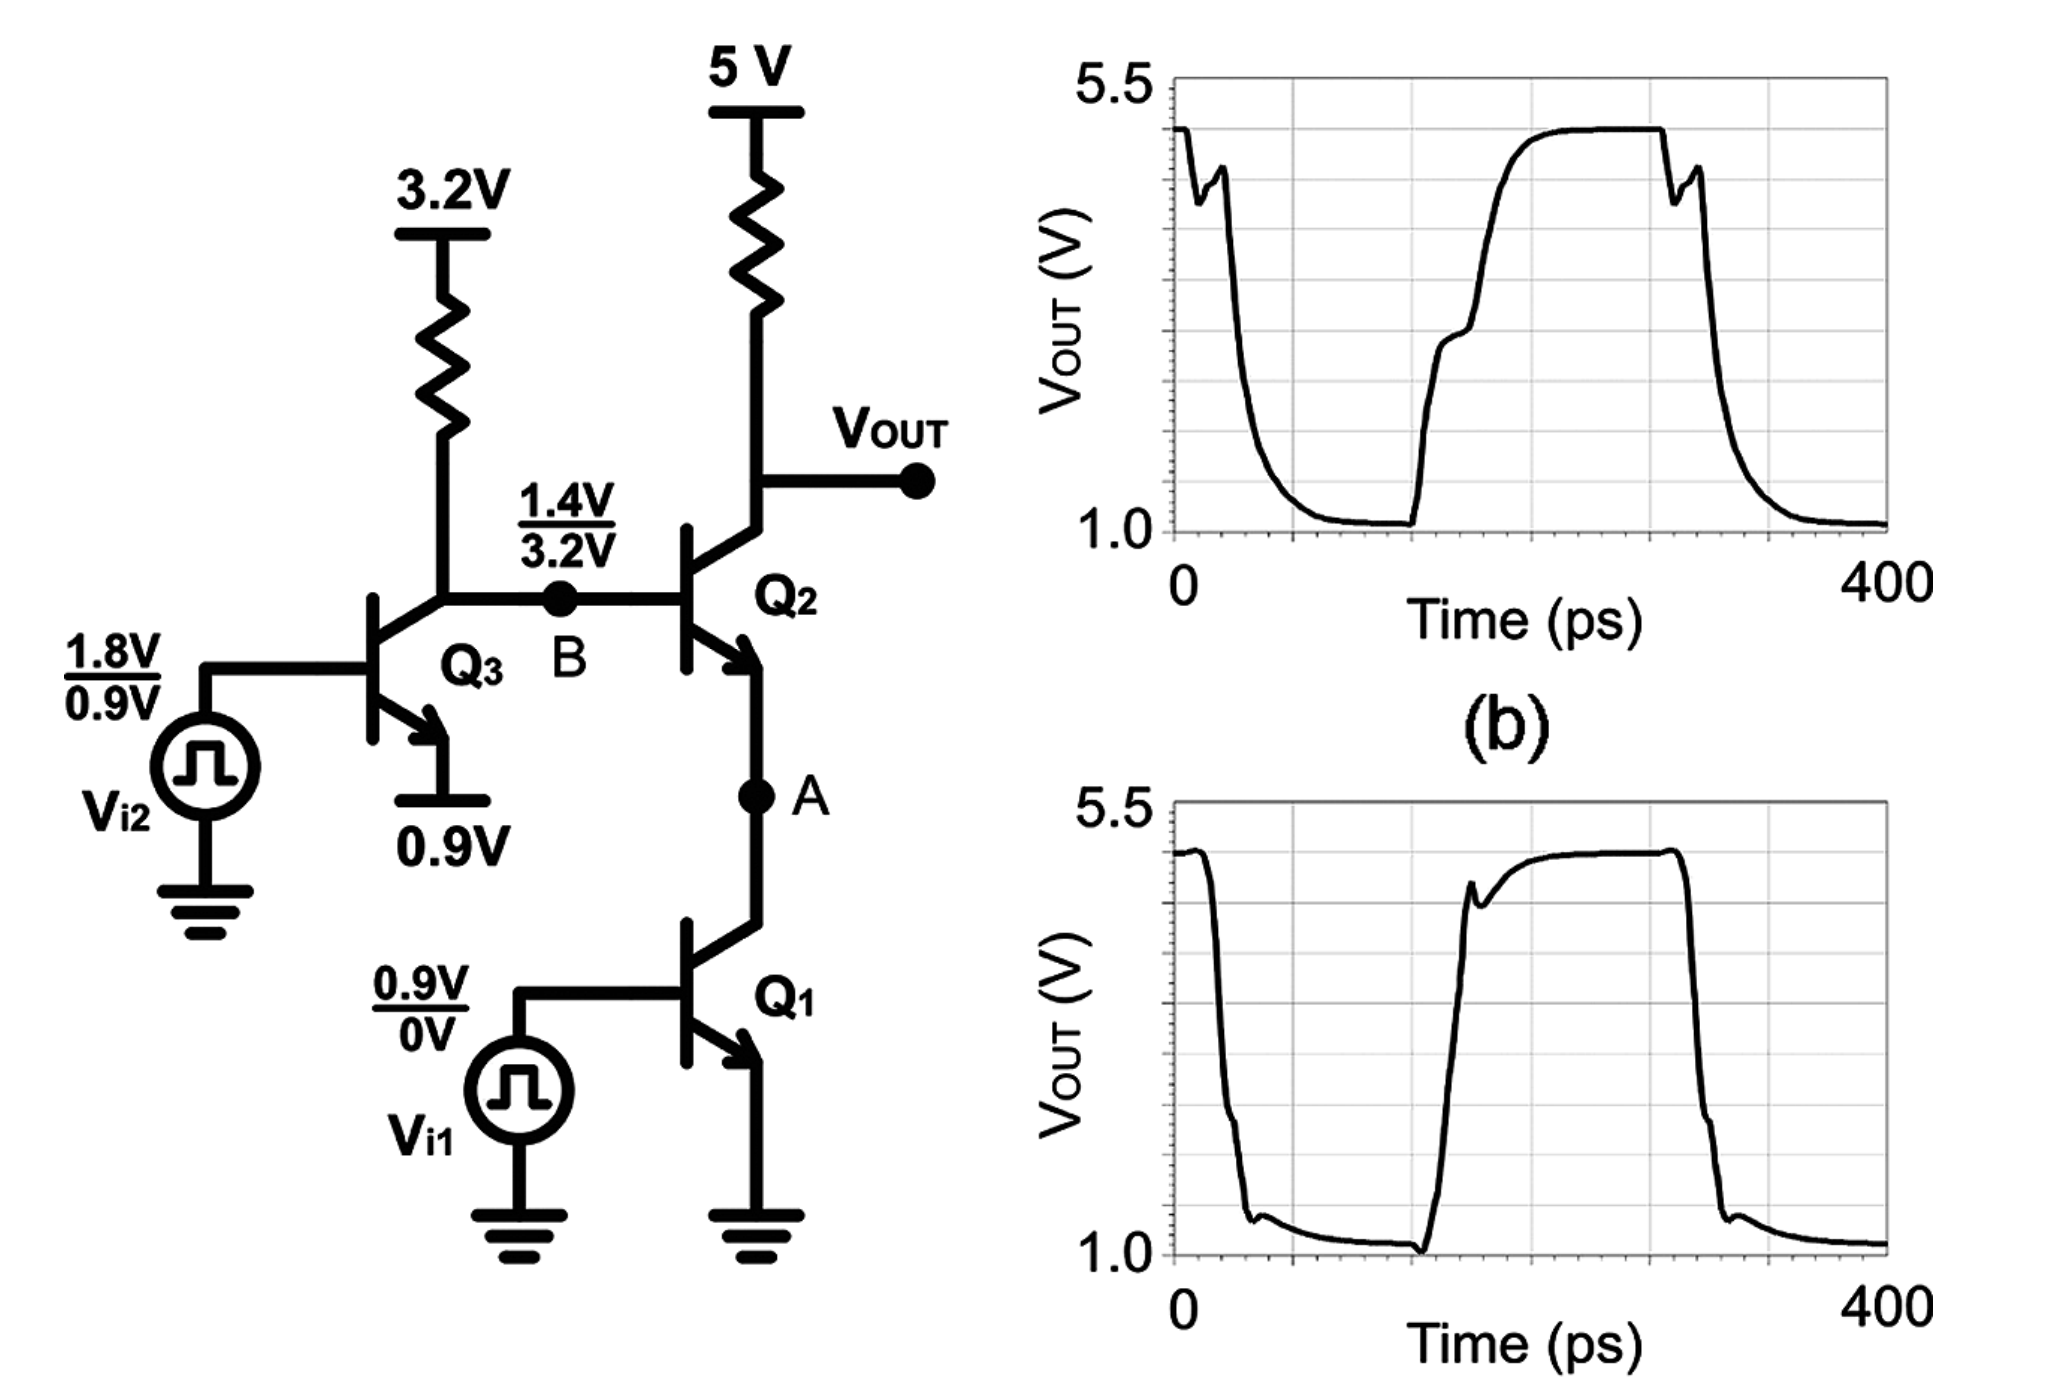 5 V
3.2V
VOUT
1.4V
3.2V
Q2
B
Q3
1.8V
0.9V
Vi2
0.9V
A
0.9V
0V
Q1
Vi1
5.5
VOUT (V)
1.0
0
400
Time (ps)
(b)
5.5
VOUT (V)
1.0
0
400
Time (ps)